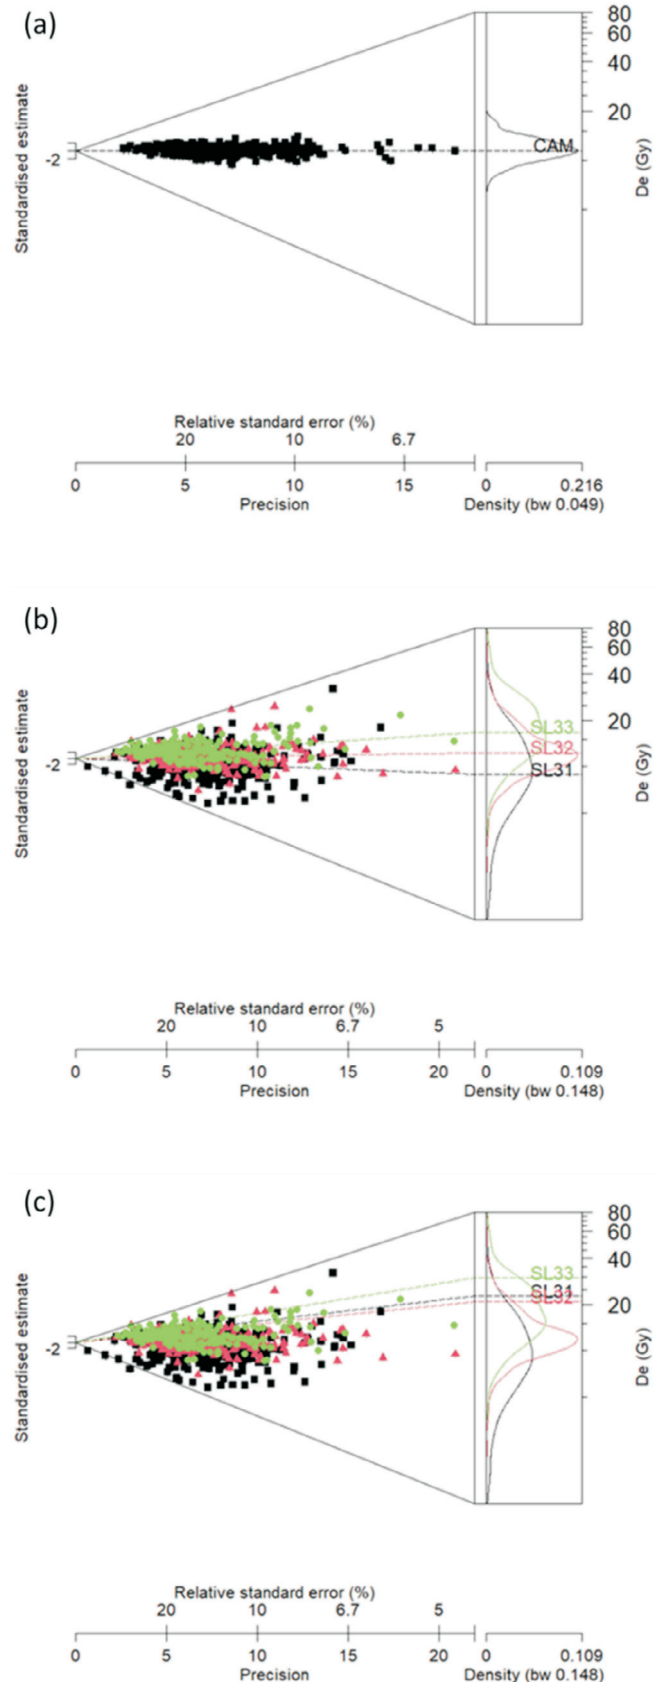 (a)
80
60
40
20
Standardised estimate
-2
CAM
De (Gy)
Relative standard error (%)
20 10 6.7
0 5 10 15 0 0.216
Precision Density (bw 0.049)
(b)
80
60
40
20
Standardised estimate
-2
SL33
SL32
SL31
De (Gy)
Relative standard error (%)
20 10 6.7 5
0 5 10 15 20 0 0.109
Precision Density (bw 0.148)
(c)
80
60
40
20
Standardised estimate
-2
SL33
SL31
SL32
De (Gy)
Relative standard error (%)
20 10 6.7 5
0 5 10 15 20 0 0.109
Precision Density (bw 0.148)